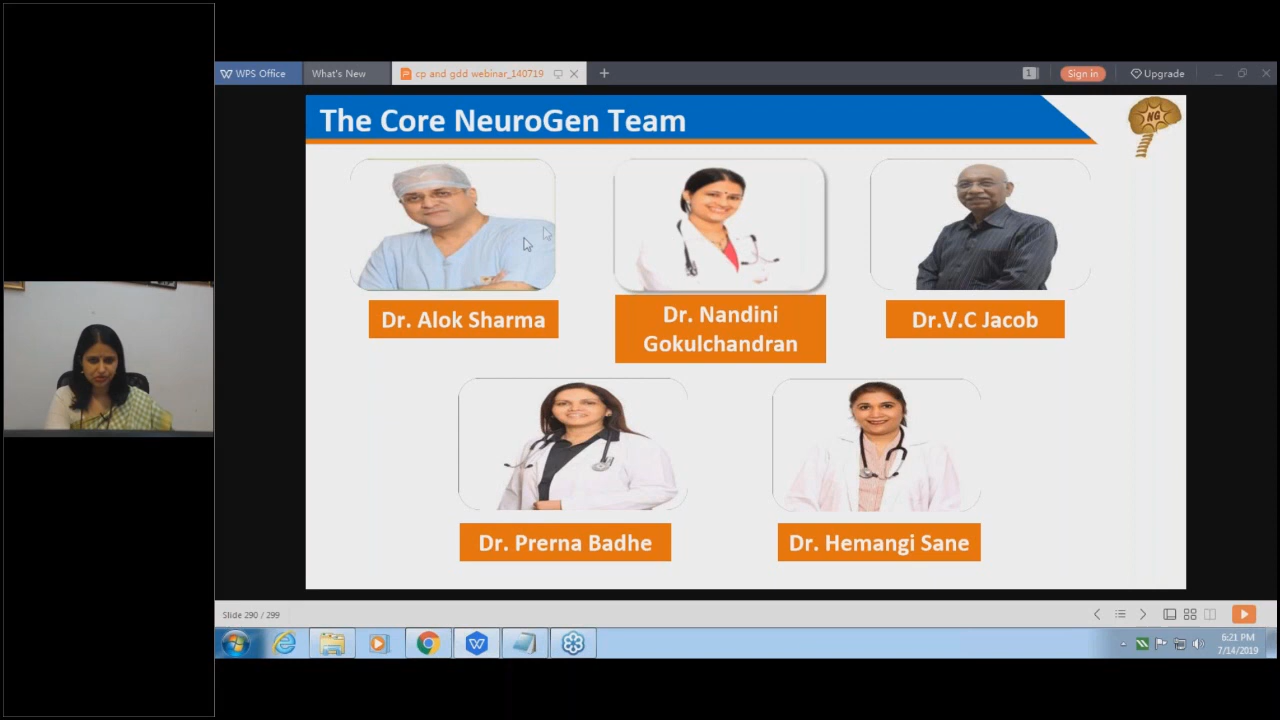 WPS Office
What's New
cp and gdd webinar_140719
1
Sign in
Upgrade
The Core NeuroGen Team
NG
Dr. Alok Sharma
Dr. Nandini
Gokulchandran
Dr.V.C Jacob
Dr. Prerna Badhe
Dr. Hemangi Sane
Slide 290 / 299
6:21 PM
7/14/2019